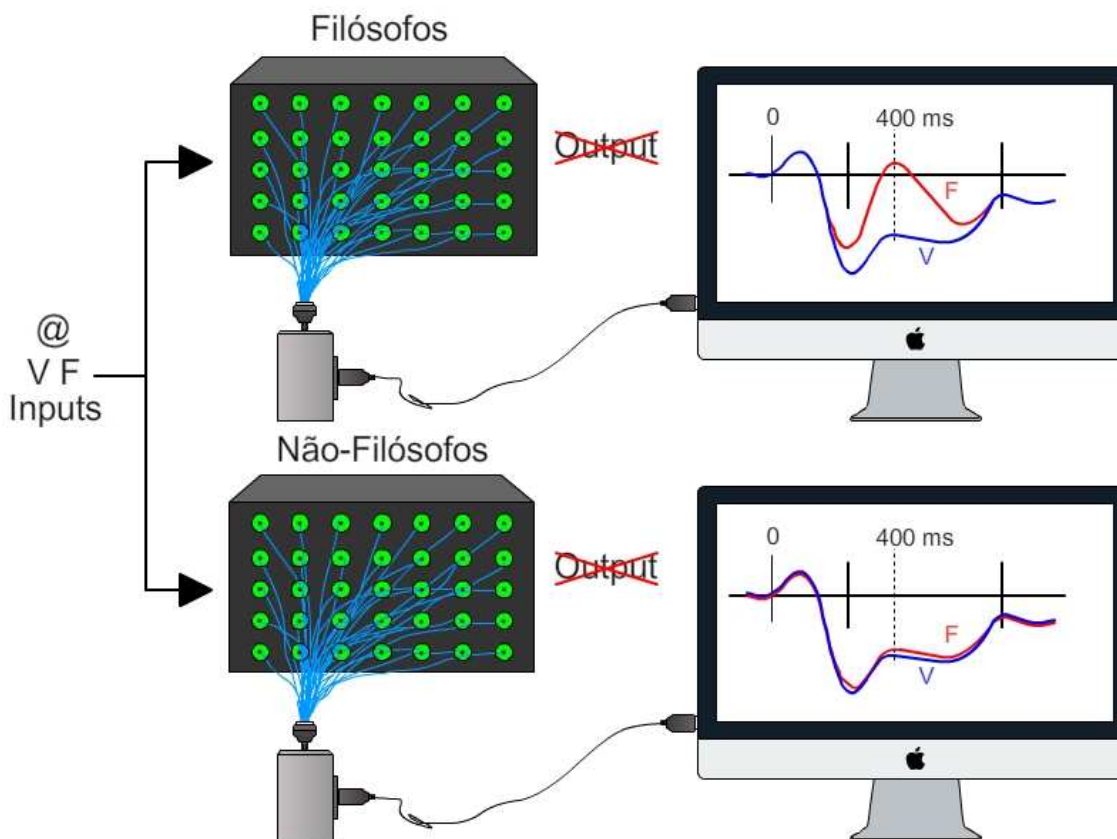 Filósofos
Output
0
400 ms
F
V
@
V F
Inputs
Não-Filósofos
Output
0
400 ms
F
V